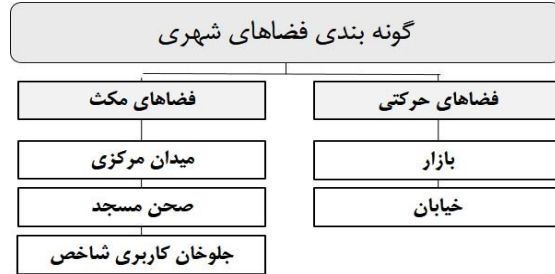 گونه بندی فضاهای شهری
فضاهای حرکتی
فضاهای مکث
بازار
میدان مرکزی
خیابان
صحن مسجد
جلوخان کاربری شاخص